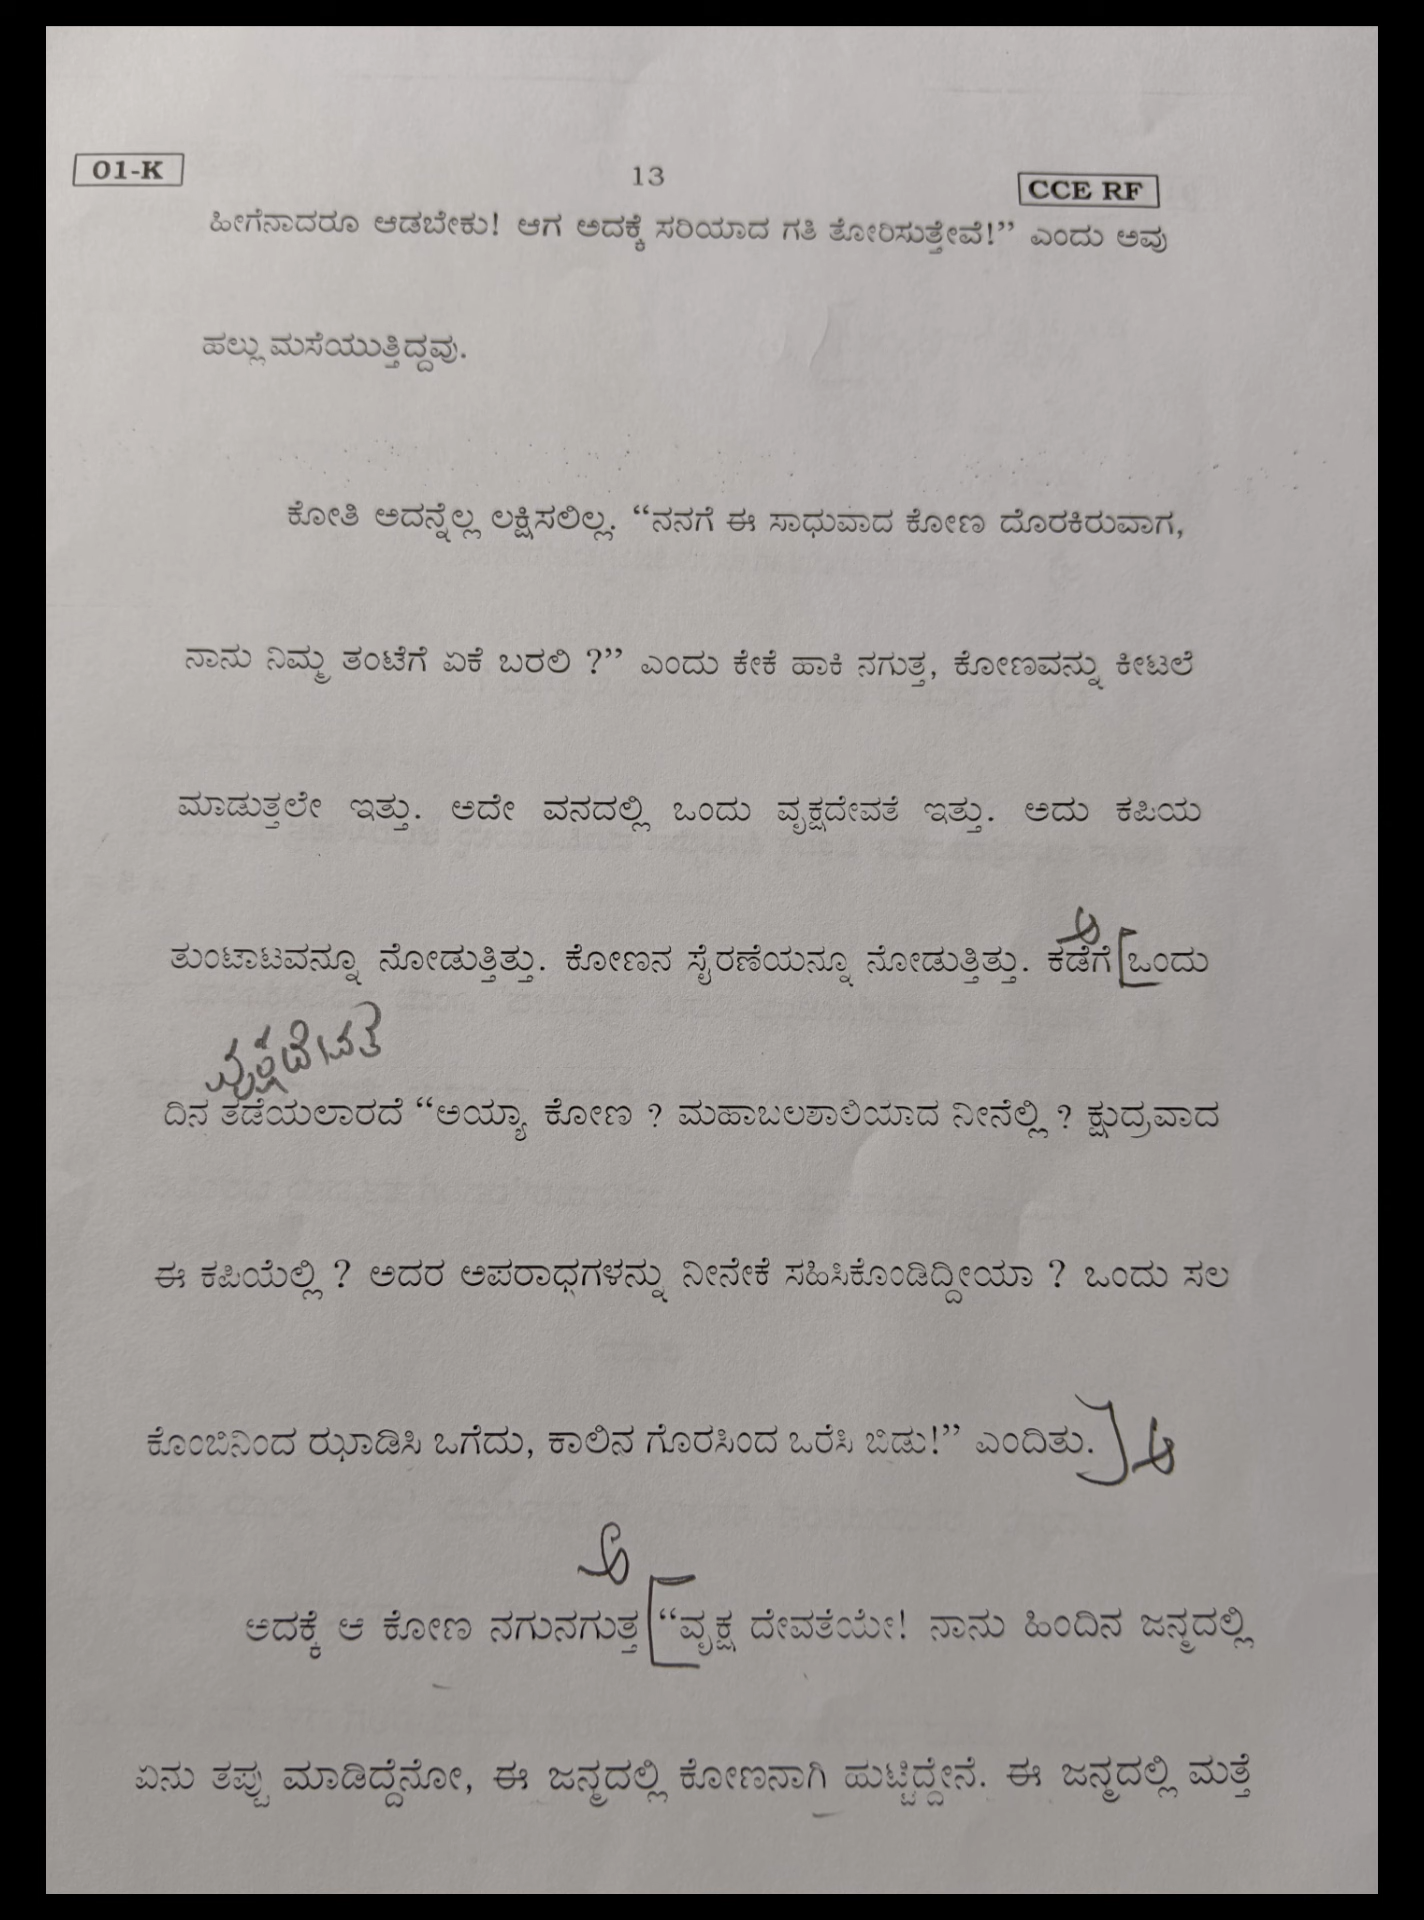 01-K 13 CCE RF
ಹೀಗೆನಾದರೂ ಆಡಬೇಕು! ಆಗ ಅದಕ್ಕೆ ಸರಿಯಾದ ಗತಿ ತೋರಿಸುತ್ತೇವೆ!” ಎಂದು ಅವು
ಹಲ್ಲು ಮಸೆಯುತ್ತಿದ್ದವು.
ಕೋತಿ ಅದನ್ನೆಲ್ಲ ಲಕ್ಷಿಸಲಿಲ್ಲ. “ನನಗೆ ಈ ಸಾಧುವಾದ ಕೋಣ ದೊರಕಿರುವಾಗ,
ನಾನು ನಿಮ್ಮ ತಂಟೆಗೆ ಏಕೆ ಬರಲಿ ?” ಎಂದು ಕೇಕೆ ಹಾಕಿ ನಗುತ್ತ, ಕೋಣವನ್ನು ಕೀಟಲೆ
ಮಾಡುತ್ತಲೇ ಇತ್ತು. ಅದೇ ವನದಲ್ಲಿ ಒಂದು ವೃಕ್ಷದೇವತೆ ಇತ್ತು. ಅದು ಕಪಿಯ
ತುಂಟಾಟವನ್ನೂ ನೋಡುತ್ತಿತ್ತು. ಕೋಣನ ಸೈರಣೆಯನ್ನೂ ನೋಡುತ್ತಿತ್ತು. ಕಡೆಗೆ [ಒಂದು
ವೃಕ್ಷದೇವತೆ
ದಿನ ತಡೆಯಲಾರದೆ “ಅಯ್ಯಾ ಕೋಣ ? ಮಹಾಬಲಶಾಲಿಯಾದ ನೀನೆಲ್ಲಿ ? ಕ್ಷುದ್ರವಾದ
ಈ ಕಪಿಯೆಲ್ಲಿ ? ಅದರ ಅಪರಾಧಗಳನ್ನು ನೀನೇಕೆ ಸಹಿಸಿಕೊಂಡಿದ್ದೀಯಾ ? ಒಂದು ಸಲ
ಕೊಂಬಿನಿಂದ ಝಾಡಿಸಿ ಒಗೆದು, ಕಾಲಿನ ಗೊರಸಿಂದ ಒರೆಸಿ ಬಿಡು!” ಎಂದಿತು.]
ಅದಕ್ಕೆ ಆ ಕೋಣ ನಗುನಗುತ್ತ [“ವೃಕ್ಷ ದೇವತೆಯೇ! ನಾನು ಹಿಂದಿನ ಜನ್ಮದಲ್ಲಿ
ಏನು ತಪ್ಪು ಮಾಡಿದ್ದೆನೋ, ಈ ಜನ್ಮದಲ್ಲಿ ಕೋಣನಾಗಿ ಹುಟ್ಟಿದ್ದೇನೆ. ಈ ಜನ್ಮದಲ್ಲಿ ಮತ್ತೆ